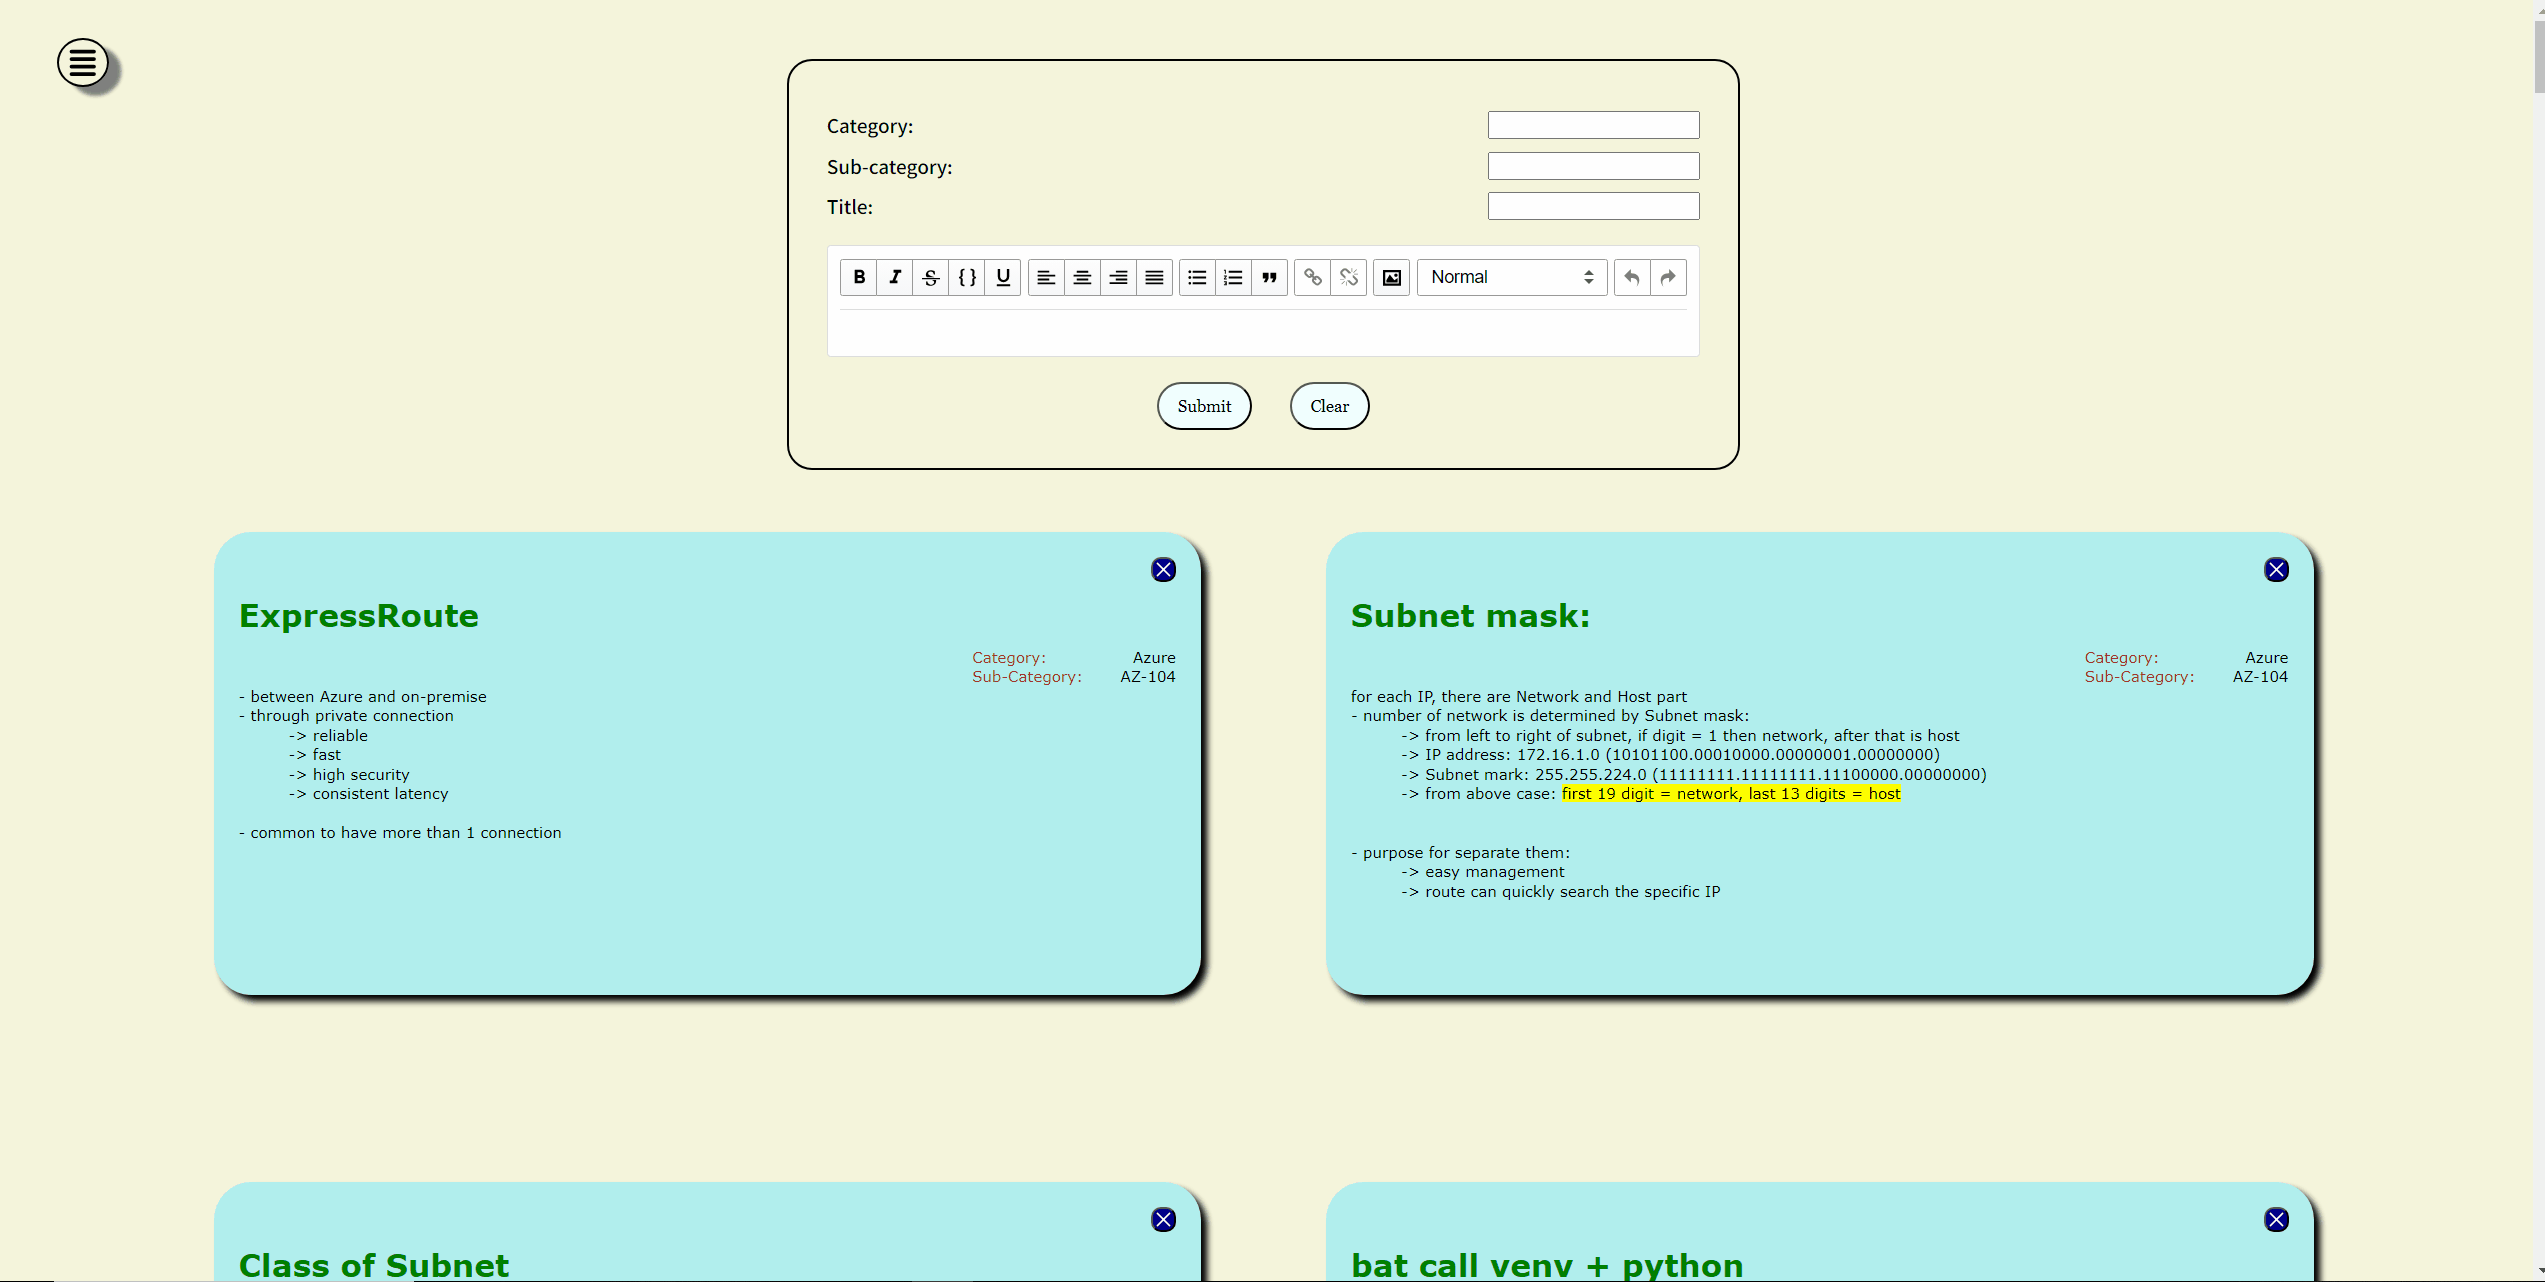 Category:
Sub-category:
Title:
Normal
Submit
Clear
ExpressRoute
Category: Azure
Sub-Category: AZ-104
- between Azure and on-premise
- through private connection
-> reliable
-> fast
-> high security
-> consistent latency
- common to have more than 1 connection
Subnet mask:
Category: Azure
Sub-Category: AZ-104
for each IP, there are Network and Host part
- number of network is determined by Subnet mask:
-> from left to right of subnet, if digit = 1 then network, after that is host
-> IP address: 172.16.1.0 (10101100.00010000.00000001.00000000)
-> Subnet mark: 255.255.224.0 (11111111.11111111.11100000.00000000)
-> from above case: first 19 digit = network, last 13 digits = host
- purpose for separate them:
-> easy management
-> route can quickly search the specific IP
Class of Subnet
bat call venv + python